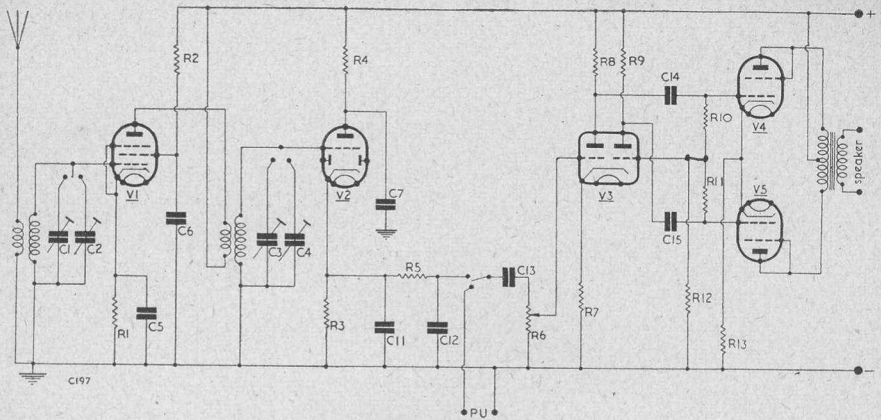 +
R2
R4
R8
R9
C14
R10
V4
V1
V2
V3
R11
V5
speaker
C1
C2
C6
C3
C4
C7
C15
R5
C13
R1
C5
R3
C11
C12
R6
R7
R12
R13
C197
PU
-